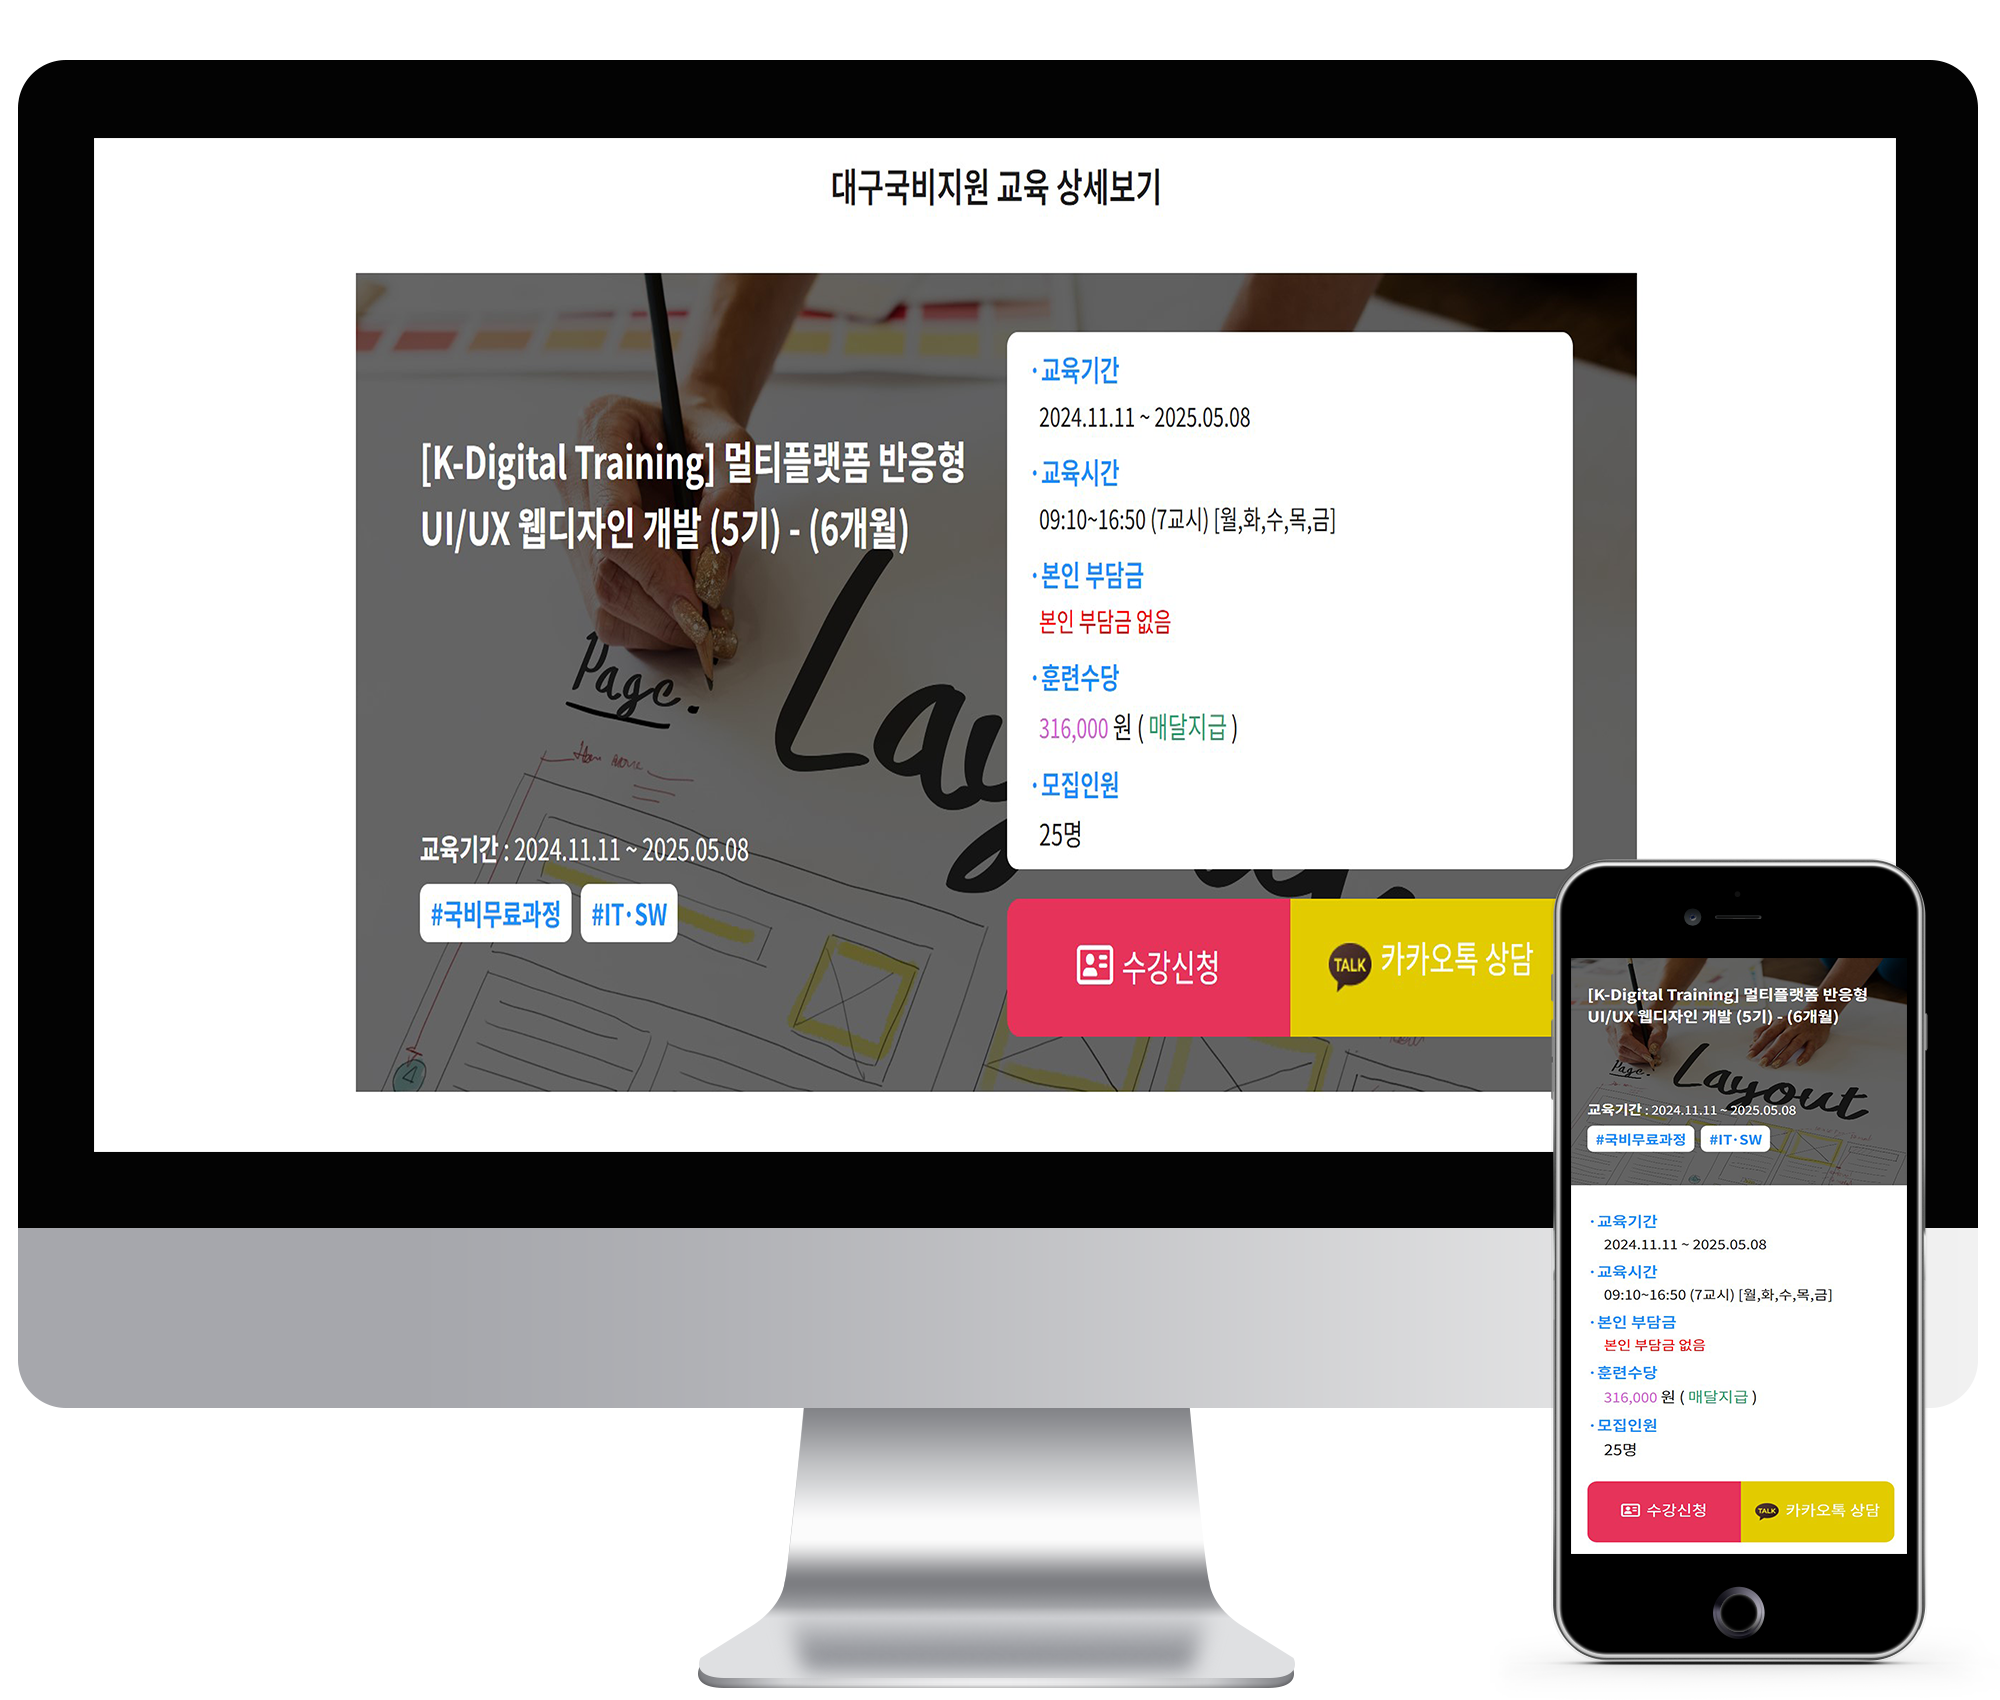 대구국비지원 교육 상세보기
[K-Digital Training] 멀티플랫폼 반응형
UI/UX 웹디자인 개발 (5기) - (6개월)
Page.
Lay
교육기간 : 2024.11.11 ~ 2025.05.08
#국비무료과정 #IT·SW
· 교육기간
2024.11.11 ~ 2025.05.08
· 교육시간
09:10~16:50 (7교시) [월,화,수,목,금]
· 본인 부담금
본인 부담금 없음
· 훈련수당
316,000 원 ( 매달지급 )
· 모집인원
25명
수강신청
TALK 카카오톡 상담
[K-Digital Training] 멀티플랫폼 반응형
UI/UX 웹디자인 개발 (5기) - (6개월)
Page.
Layout
교육기간 : 2024.11.11 ~ 2025.05.08
#국비무료과정 #IT·SW
· 교육기간
2024.11.11 ~ 2025.05.08
· 교육시간
09:10~16:50 (7교시) [월,화,수,목,금]
· 본인 부담금
본인 부담금 없음
· 훈련수당
316,000 원 ( 매달지급 )
· 모집인원
25명
수강신청
TALK 카카오톡 상담